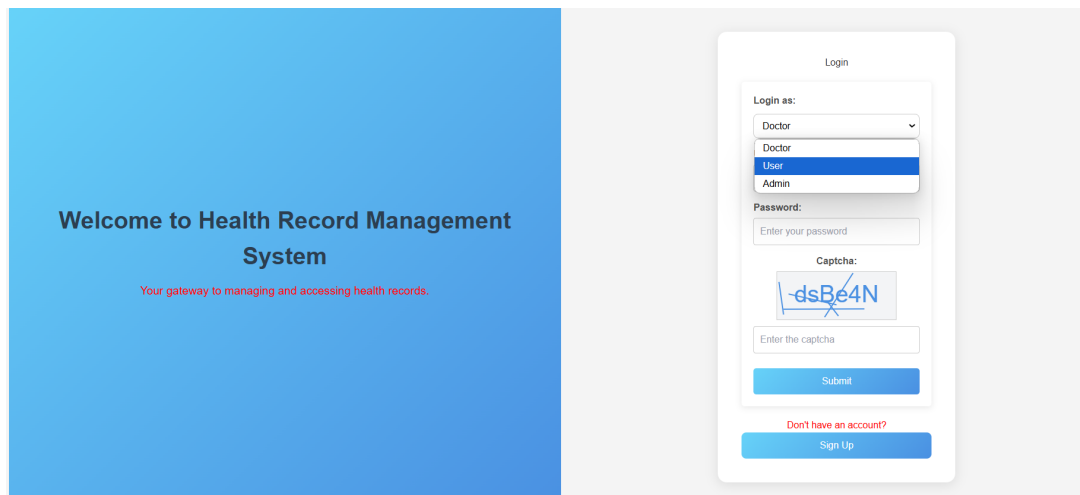 Welcome to Health Record Management
System
Your gateway to managing and accessing health records.
Login
Login as:
Doctor
Doctor
User
Admin
Password:
Enter your password
Captcha:
dsBe4N
Enter the captcha
Submit
Don't have an account?
Sign Up